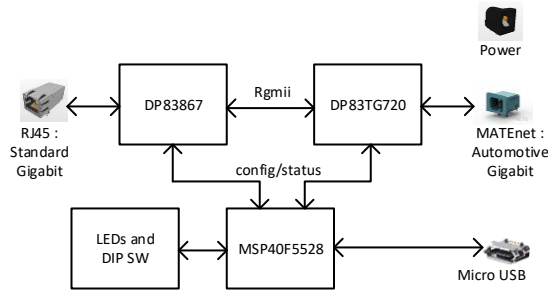 Power
DP83867
Rgmii
DP83TG720
RJ45 :
Standard
Gigabit
MATEnet :
Automotive
Gigabit
config/status
LEDs and
DIP SW
MSP40F5528
Micro USB